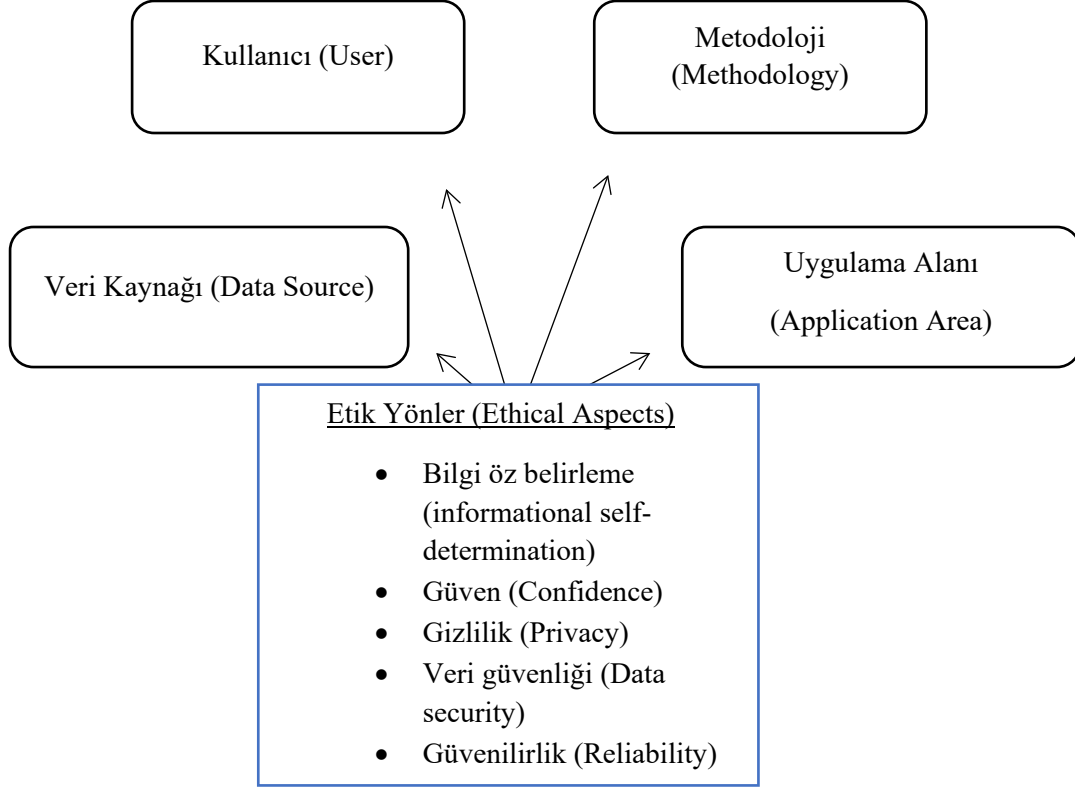 Kullanıcı (User)
Metodoloji
(Methodology)
Veri Kaynağı (Data Source)
Uygulama Alanı
(Application Area)
Etik Yönler (Ethical Aspects)
• Bilgi öz belirleme
(informational self-
determination)
• Güven (Confidence)
• Gizlilik (Privacy)
• Veri güvenliği (Data
security)
• Güvenilirlik (Reliability)